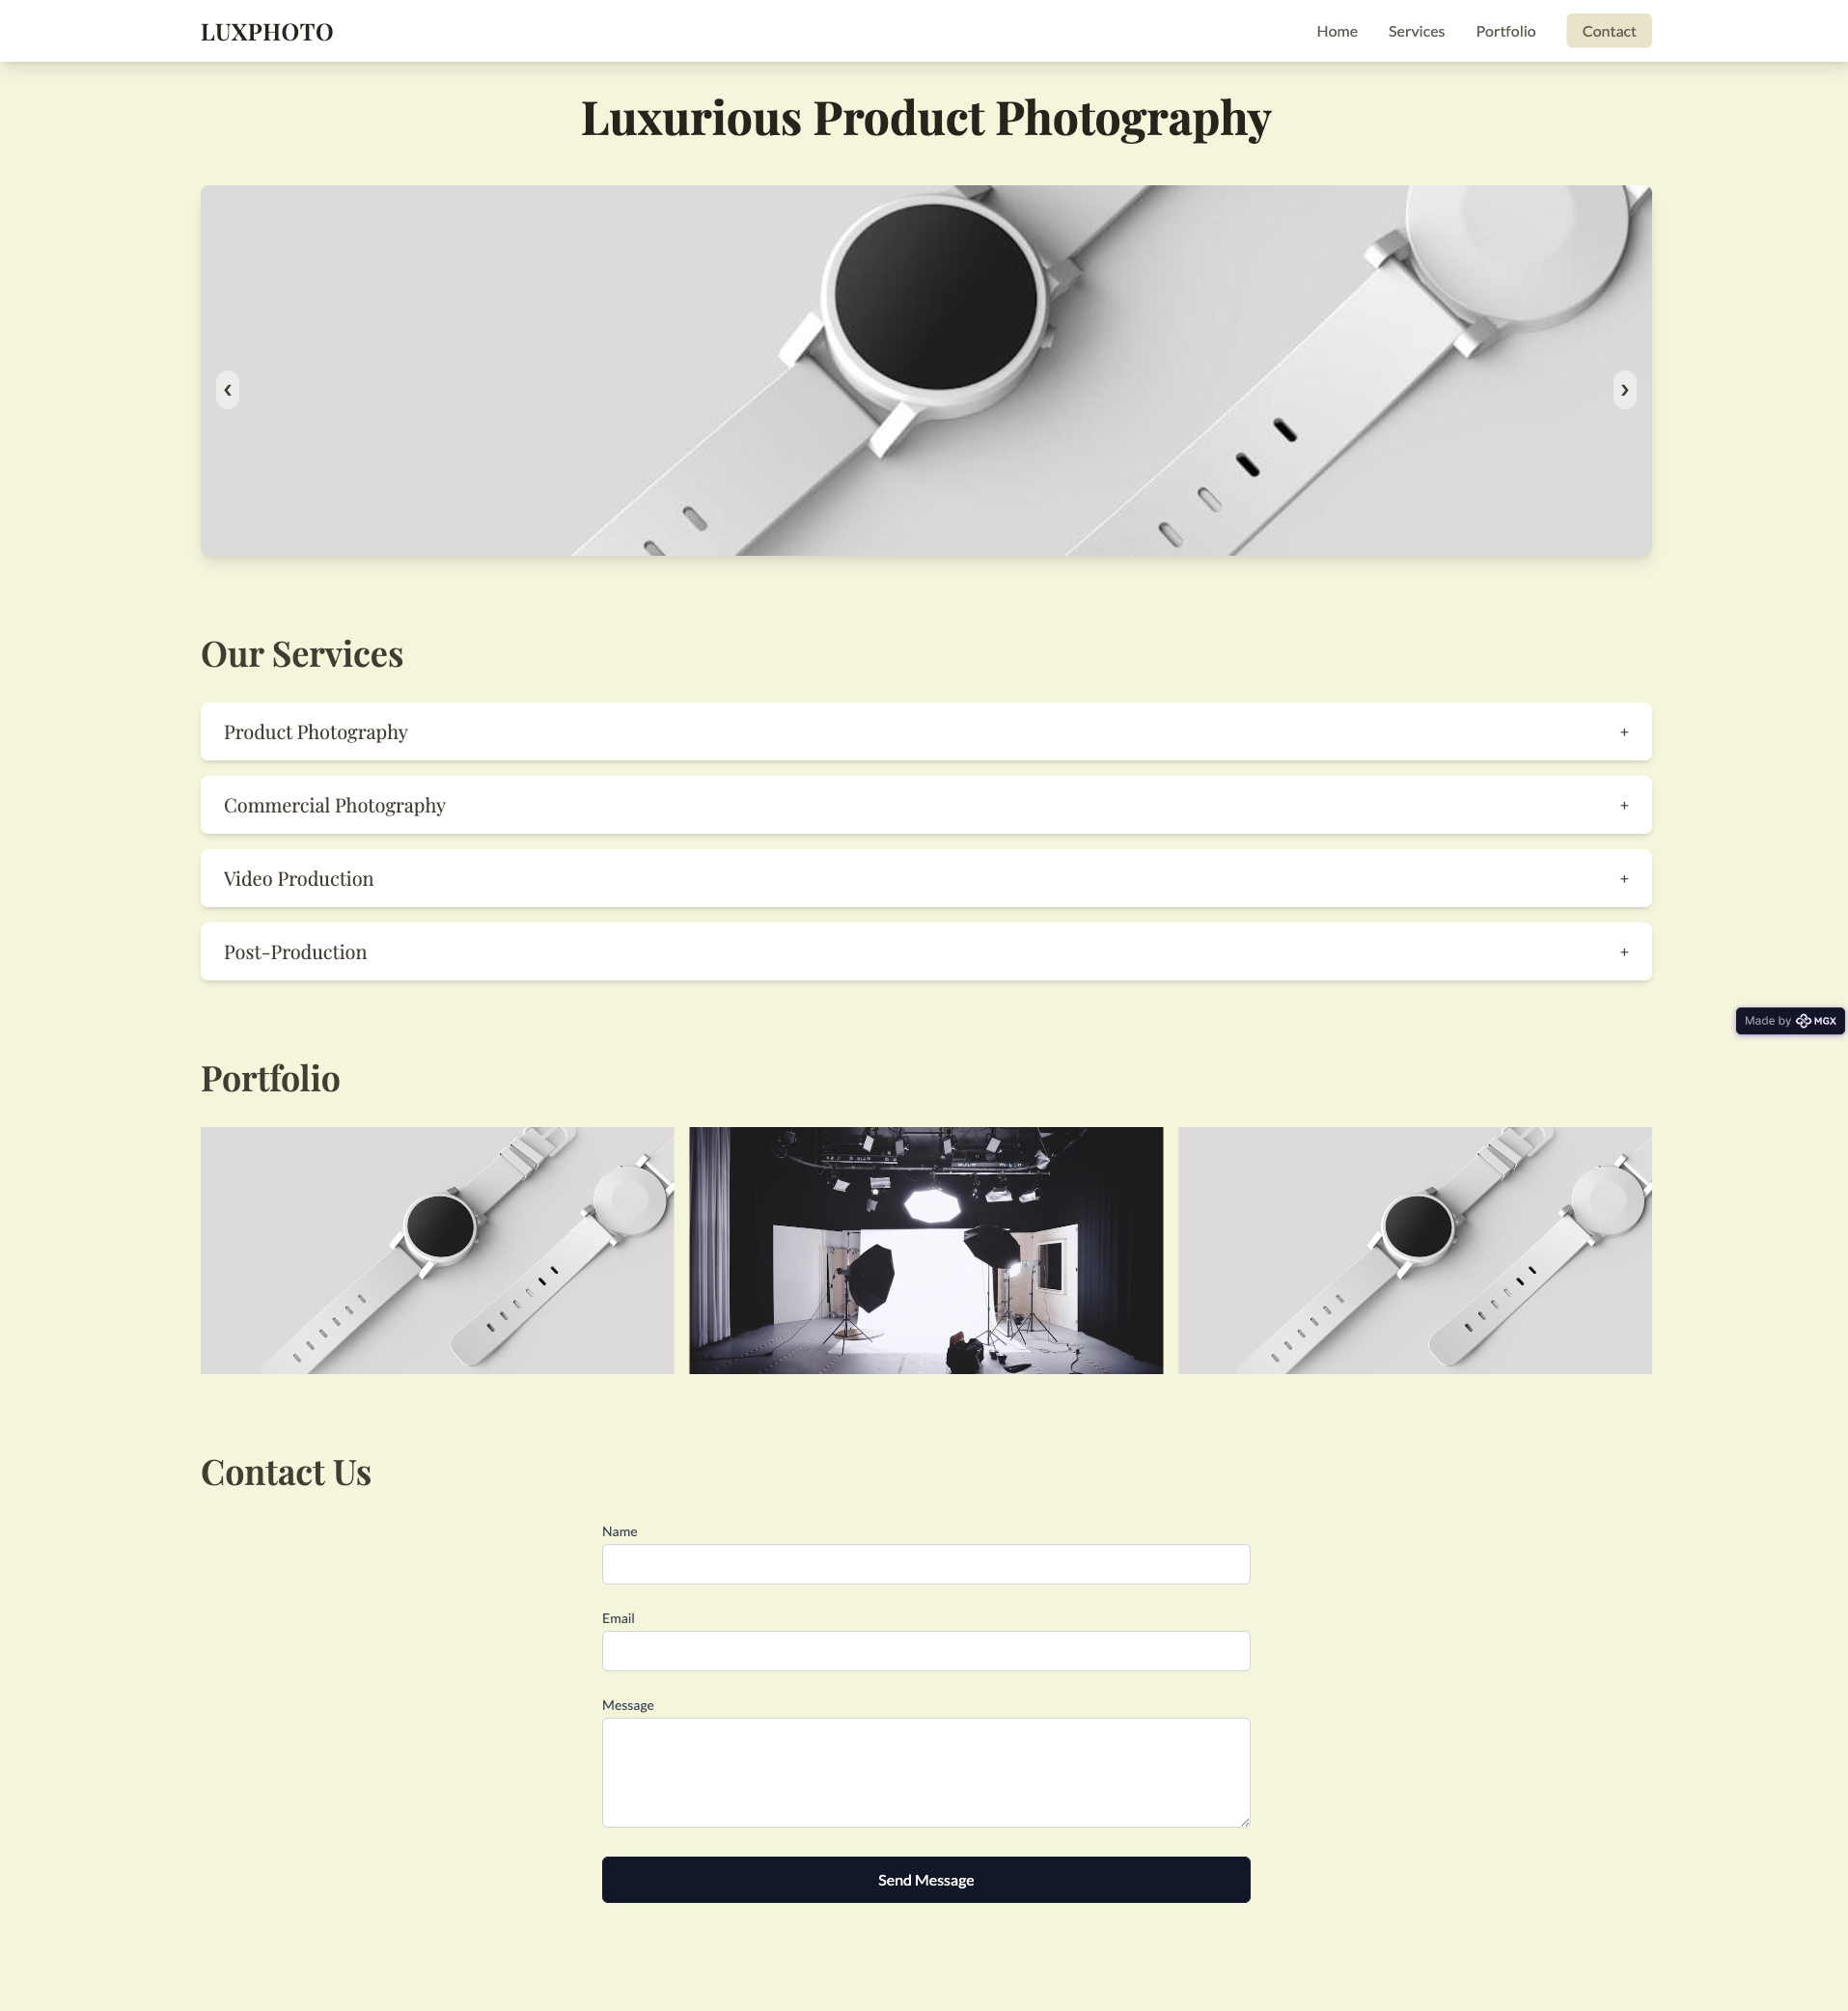 LUXPHOTO
Home Services Portfolio Contact
Luxurious Product Photography
❮ ❯
Our Services
Product Photography +
Commercial Photography +
Video Production +
Post-Production +
Made by MGX
Portfolio
Contact Us
Name
Email
Message
Send Message